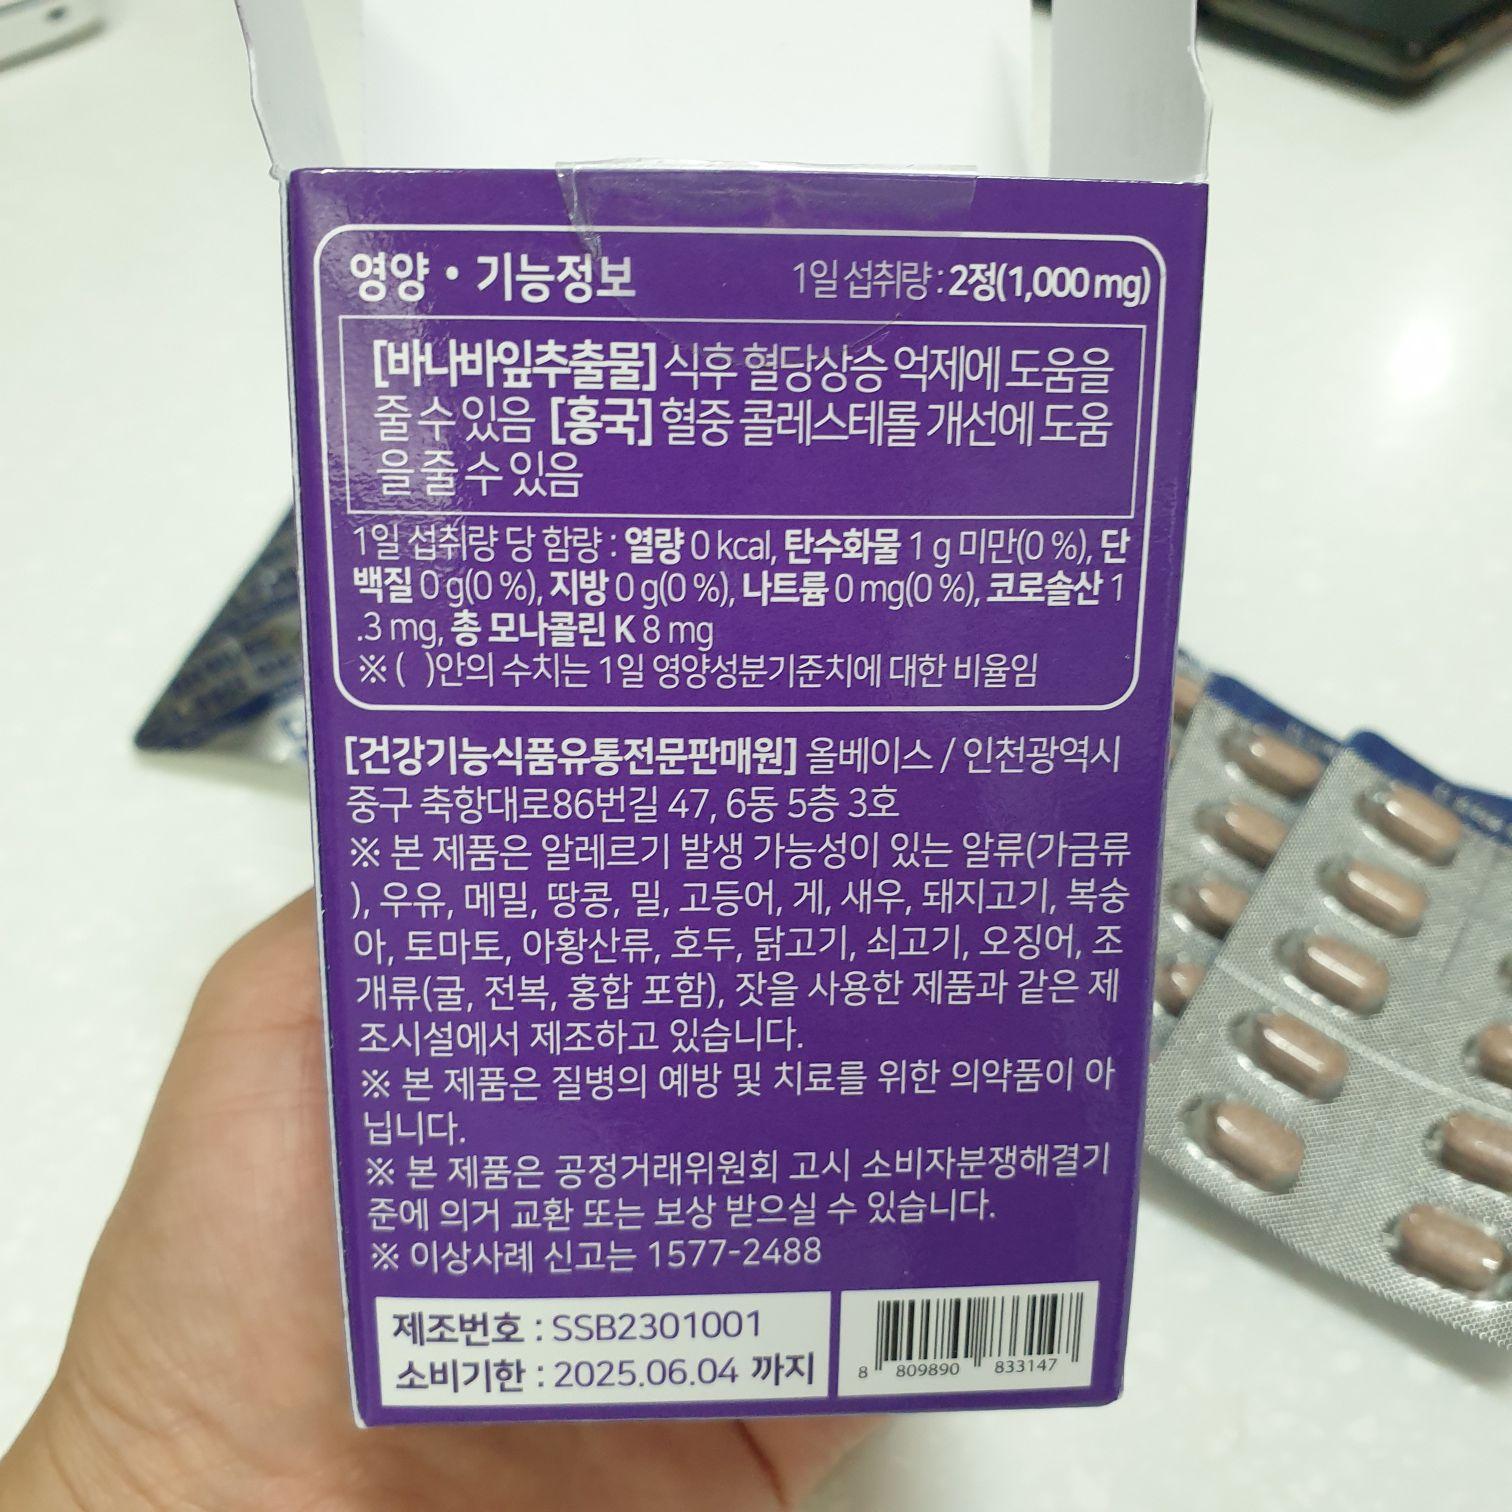 영양・기능정보
1일 섭취량 : 2정(1,000 mg)
[바나바잎추출물] 식후 혈당상승 억제에 도움을
줄 수 있음 [홍국] 혈중 콜레스테롤 개선에 도움
을 줄 수 있음
1일 섭취량 당 함량 : 열량 0 kcal, 탄수화물 1 g 미만(0 %), 단
백질 0 g(0 %), 지방 0 g(0 %), 나트륨 0 mg(0 %), 코로솔산 1
.3 mg, 총 모나콜린 K 8 mg
※ (  )안의 수치는 1일 영양성분기준치에 대한 비율임
[건강기능식품유통전문판매원] 올베이스 / 인천광역시
중구 축항대로86번길 47, 6동 5층 3호
※ 본 제품은 알레르기 발생 가능성이 있는 알류(가금류
), 우유, 메밀, 땅콩, 밀, 고등어, 게, 새우, 돼지고기, 복숭
아, 토마토, 아황산류, 호두, 닭고기, 쇠고기, 오징어, 조
개류(굴, 전복, 홍합 포함), 잣을 사용한 제품과 같은 제
조시설에서 제조하고 있습니다.
※ 본 제품은 질병의 예방 및 치료를 위한 의약품이 아
닙니다.
※ 본 제품은 공정거래위원회 고시 소비자분쟁해결기
준에 의거 교환 또는 보상 받으실 수 있습니다.
※ 이상사례 신고는 1577-2488
제조번호 : SSB2301001
소비기한 : 2025.06.04 까지
8 809890 833147